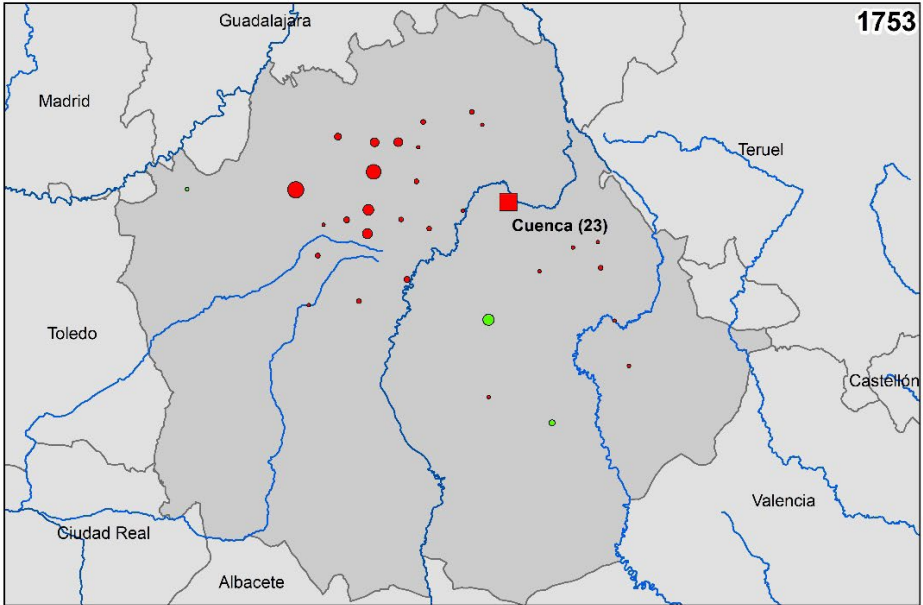 1753
Guadalajara
Madrid
Teruel
Cuenca (23)
Toledo
Castellón
Valencia
Ciudad Real
Albacete